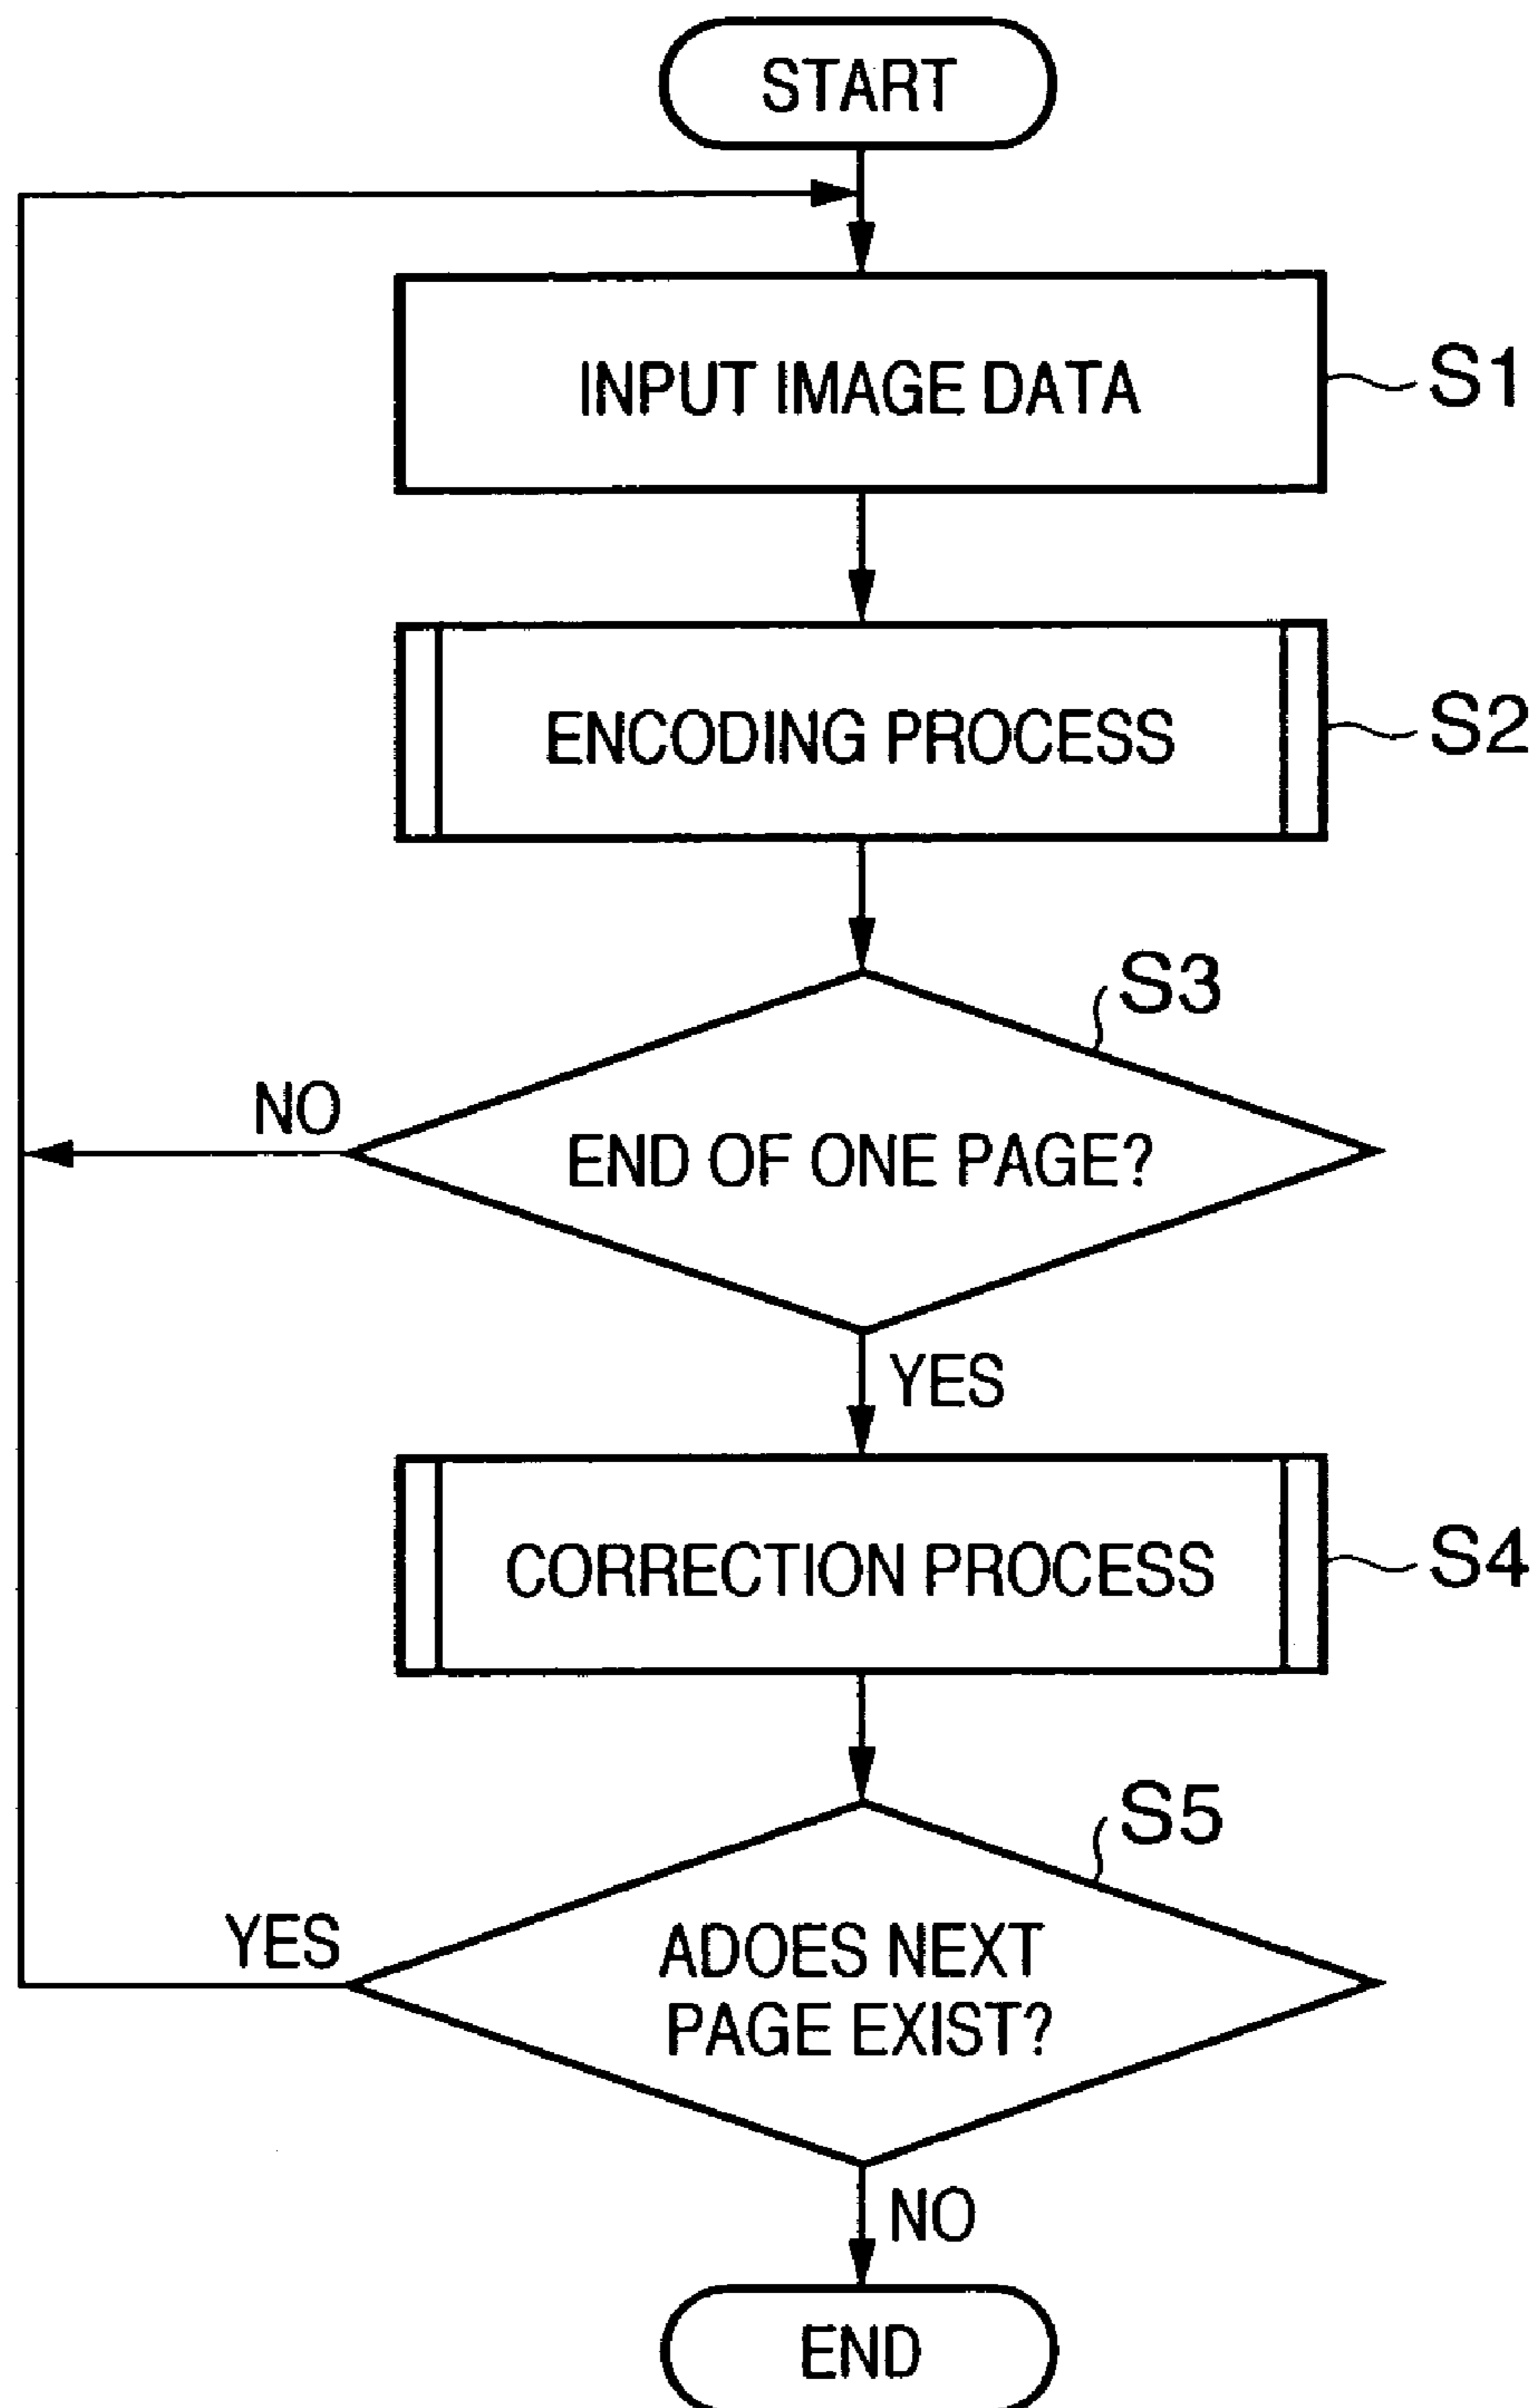 START
INPUT IMAGE DATA
S1
ENCODING PROCESS
S2
S3
NO
END OF ONE PAGE?
YES
CORRECTION PROCESS
S4
S5
YES
ADOES NEXT
PAGE EXIST?
NO
END